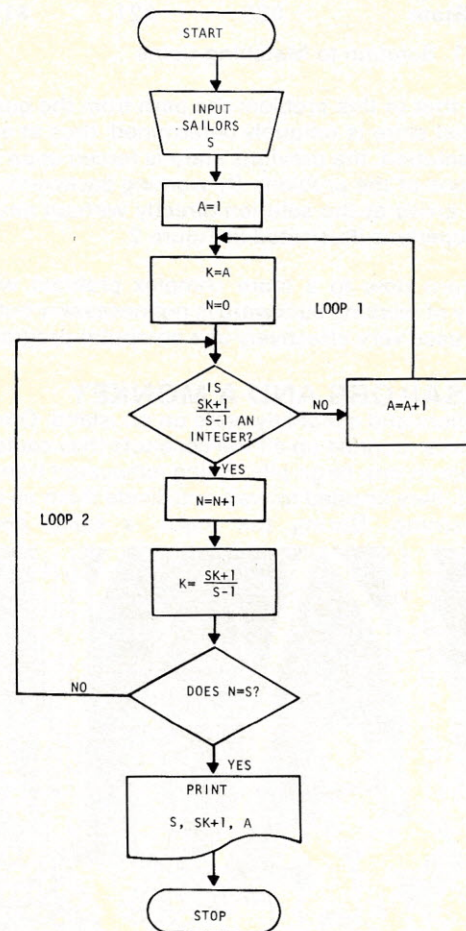 START
INPUT
SAILORS
S
A=1
K=A
N=0
LOOP 1
IS
SK+1
S-1 AN
INTEGER?
NO
A=A+1
YES
N=N+1
LOOP 2
K= SK+1
S-1
DOES N=S?
NO
YES
PRINT
S, SK+1, A
STOP